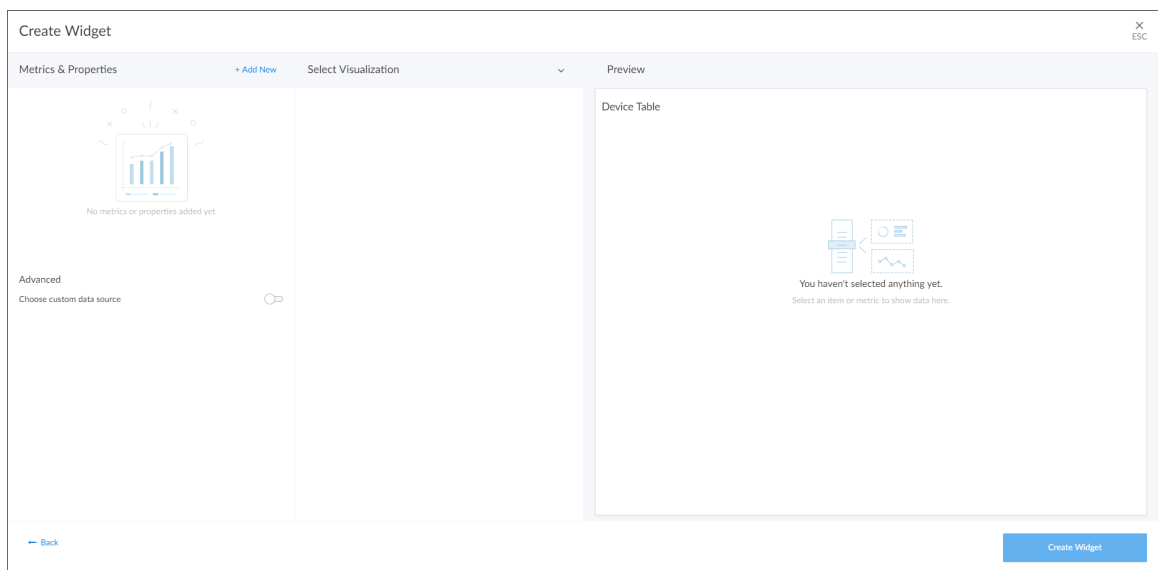 Create Widget
ESC
Metrics & Properties
+ Add New
Select Visualization
Preview
No metrics or properties added yet
Advanced
Choose custom data source
Device Table
You haven't selected anything yet.
Select an item or metric to show data here.
← Back
Create Widget